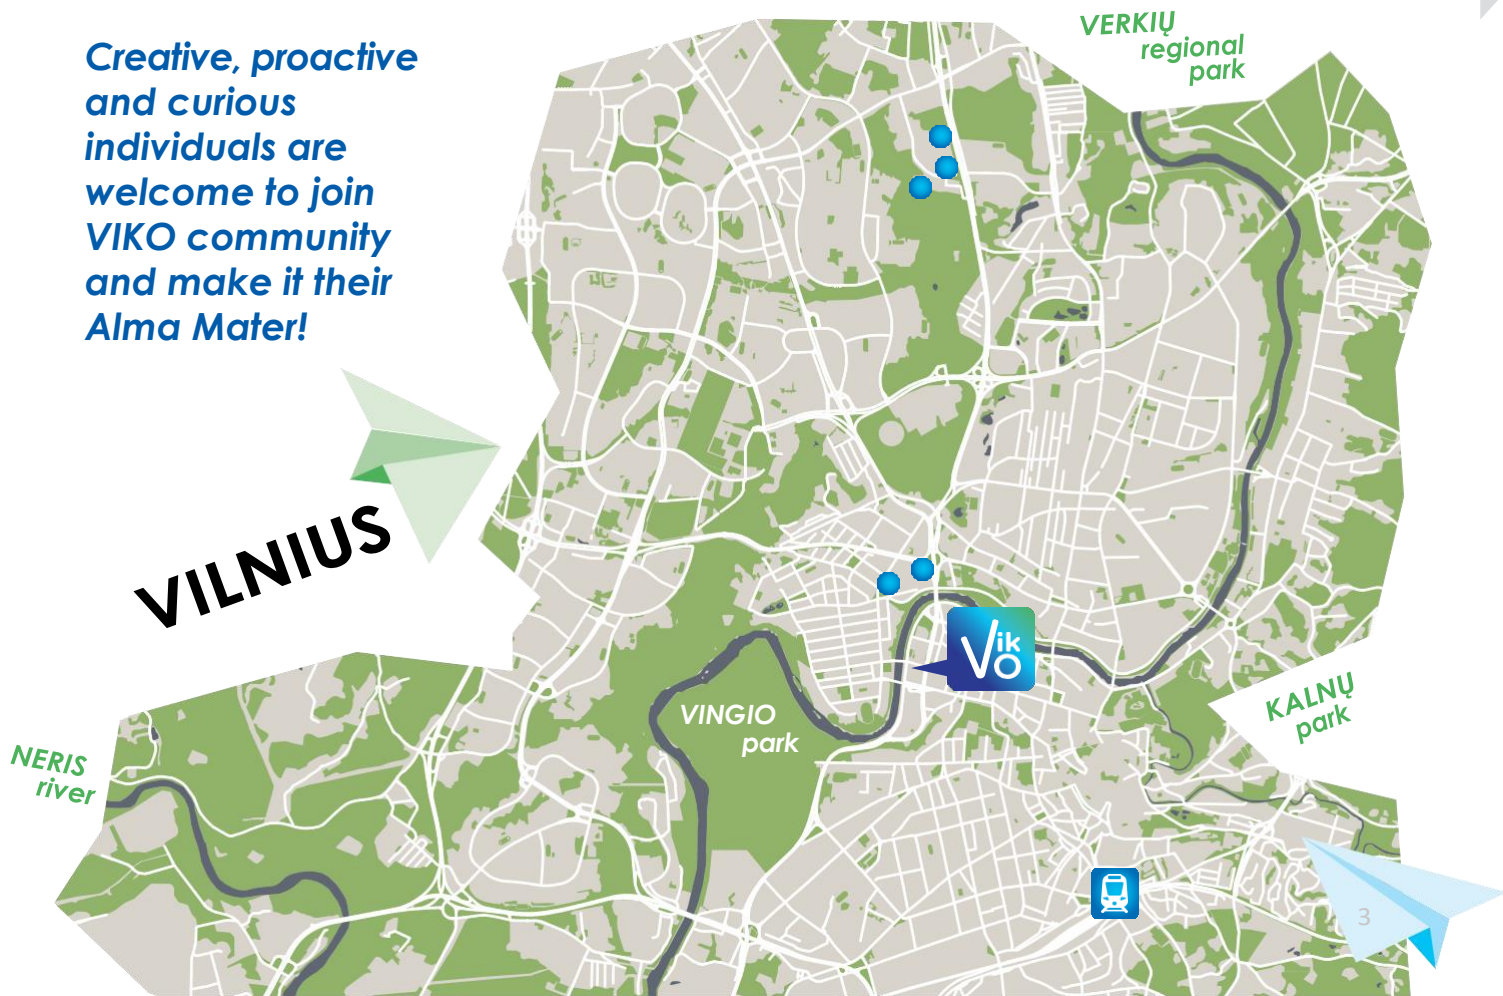 Creative, proactive
and curious
individuals are
welcome to join
VIKO community
and make it their
Alma Mater!
VERKIŲ
regional
park
VILNIUS
Vik
O
VINGIO
park
KALNŲ
park
NERIS
river
3